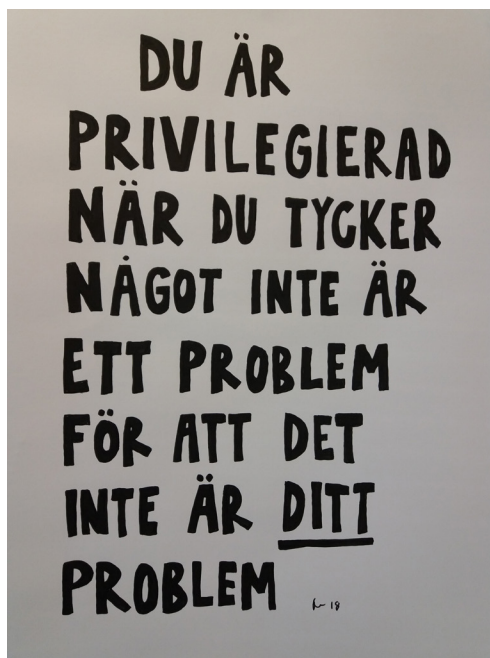 DU ÄR
PRIVILEGIERAD
NÄR DU TYCKER
NÅGOT INTE ÄR
ETT PROBLEM
FÖR ATT DET
INTE ÄR DITT
PROBLEM
18